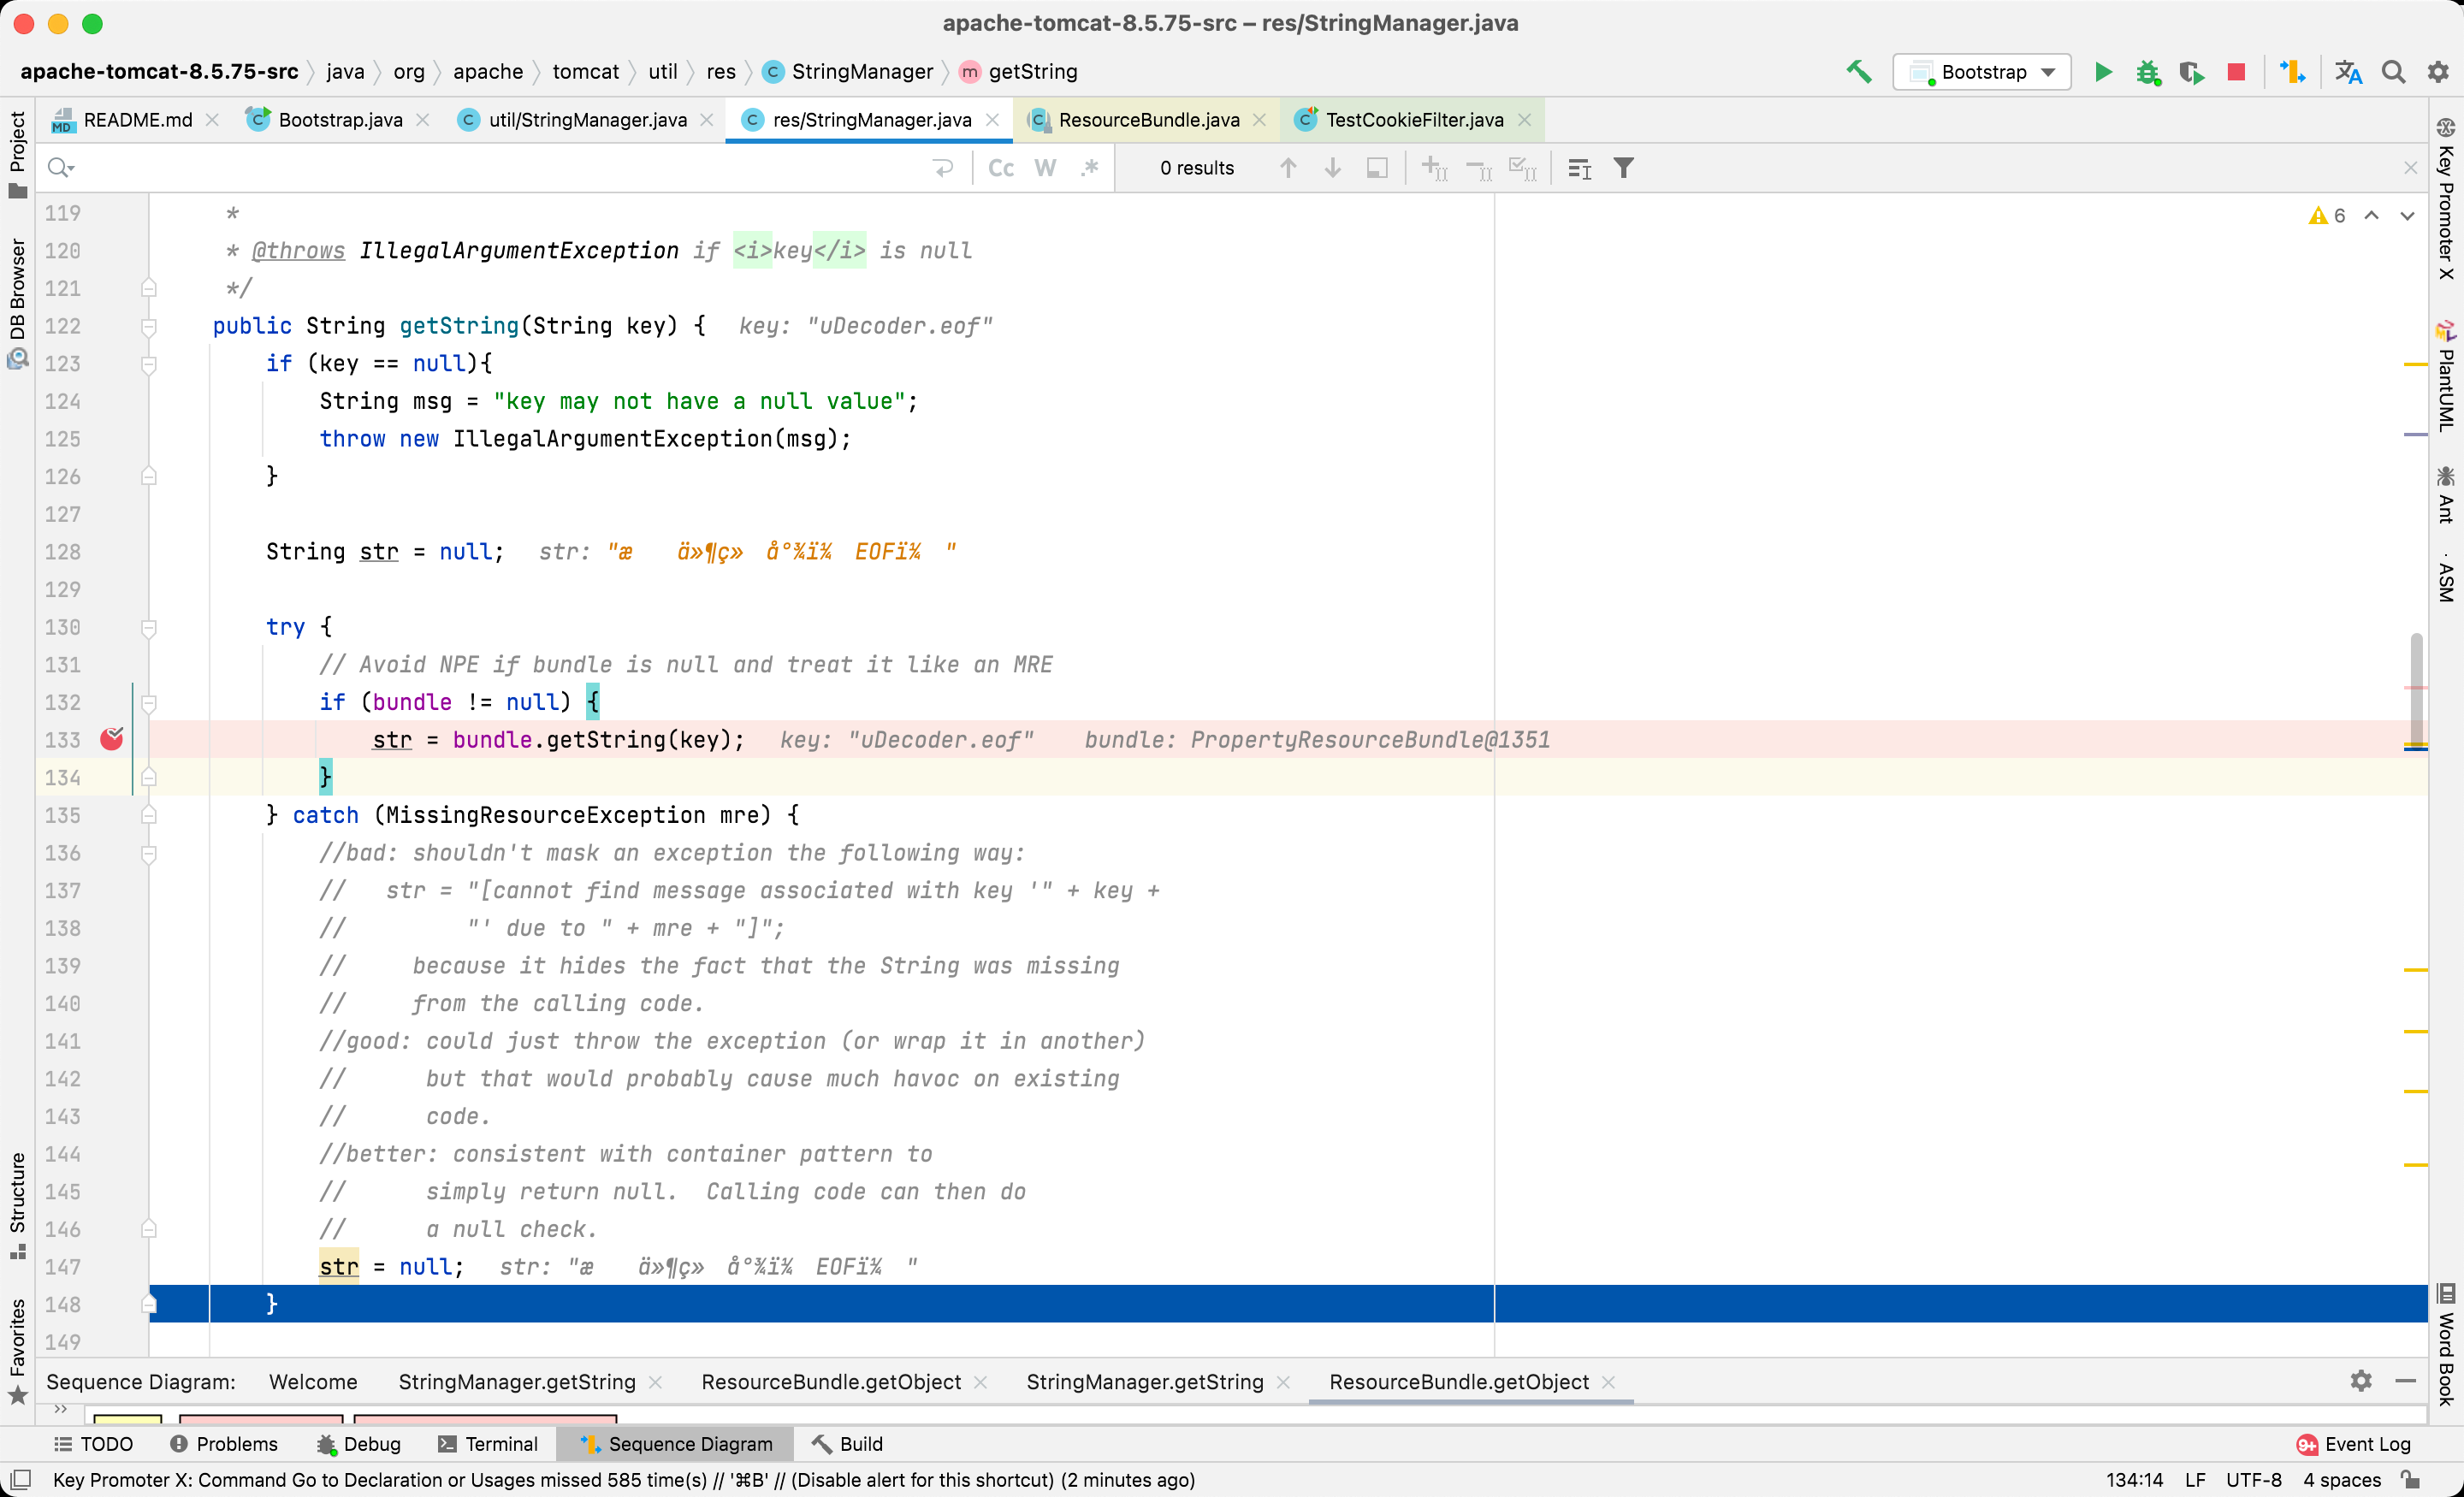 apache-tomcat-8.5.75-src – res/StringManager.java
apache-tomcat-8.5.75-src java org apache tomcat util res StringManager getString Bootstrap
README.md Bootstrap.java util/StringManager.java res/StringManager.java ResourceBundle.java TestCookieFilter.java
Cc W .* 0 results
Project
DB Browser
Structure
Favorites
119 *
120 * @throws IllegalArgumentException if <i>key</i> is null
121 */
122 public String getString(String key) { key: "uDecoder.eof"
123 if (key == null){
124 String msg = "key may not have a null value";
125 throw new IllegalArgumentException(msg);
126 }
127
128 String str = null; str: "æ ä»¶ç» å°¾ï¼ EOFï¼ "
129
130 try {
131 // Avoid NPE if bundle is null and treat it like an MRE
132 if (bundle != null) {
133 str = bundle.getString(key); key: "uDecoder.eof" bundle: PropertyResourceBundle@1351
134 }
135 } catch (MissingResourceException mre) {
136 //bad: shouldn't mask an exception the following way:
137 // str = "[cannot find message associated with key '" + key +
138 // "' due to " + mre + "]";
139 // because it hides the fact that the String was missing
140 // from the calling code.
141 //good: could just throw the exception (or wrap it in another)
142 // but that would probably cause much havoc on existing
143 // code.
144 //better: consistent with container pattern to
145 // simply return null. Calling code can then do
146 // a null check.
147 str = null; str: "æ ä»¶ç» å°¾ï¼ EOFï¼ "
148 }
149
6
Key Promoter X
PlantUML
Ant
ASM
Word Book
Sequence Diagram: Welcome StringManager.getString ResourceBundle.getObject StringManager.getString ResourceBundle.getObject
TODO Problems Debug Terminal Sequence Diagram Build 9+ Event Log
Key Promoter X: Command Go to Declaration or Usages missed 585 time(s) // '⌘B' // (Disable alert for this shortcut) (2 minutes ago) 134:14 LF UTF-8 4 spaces